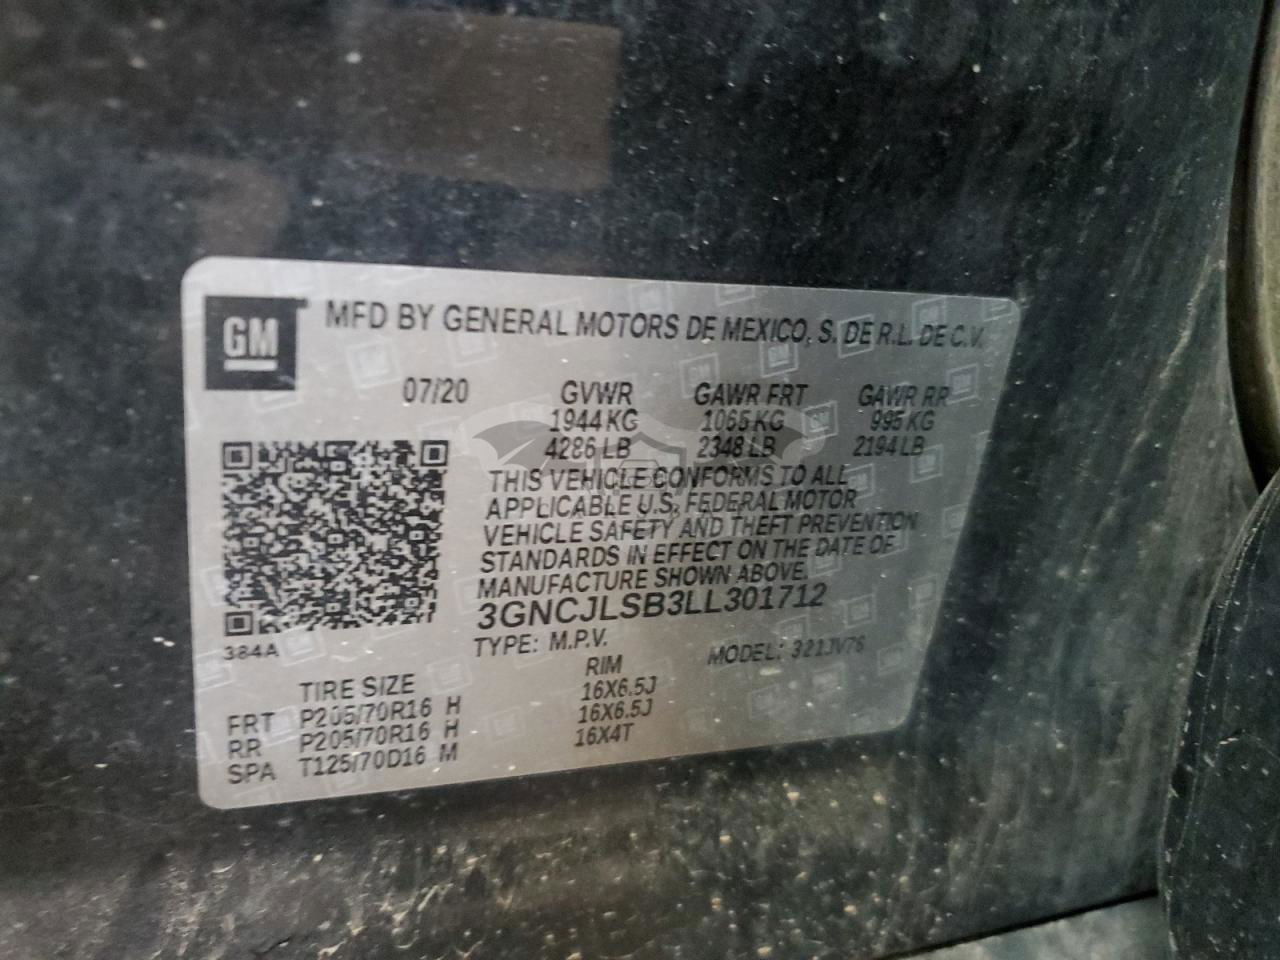 GM
MFD BY GENERAL MOTORS DE MEXICO, S. DE R.L. DE C.V.
07/20 GVWR GAWR FRT GAWR RR
1944 KG 1065 KG 995 KG
4286 LB 2348 LB 2194 LB
THIS VEHICLE CONFORMS TO ALL
APPLICABLE U.S. FEDERAL MOTOR
VEHICLE SAFETY AND THEFT PREVENTION
STANDARDS IN EFFECT ON THE DATE OF
MANUFACTURE SHOWN ABOVE.
3GNCJLSB3LL301712
384A
TYPE: M.P.V. MODEL: 321JV76
TIRE SIZE RIM
FRT P205/70R16 H 16X6.5J
RR P205/70R16 H 16X6.5J
SPA T125/70D16 M 16X4T